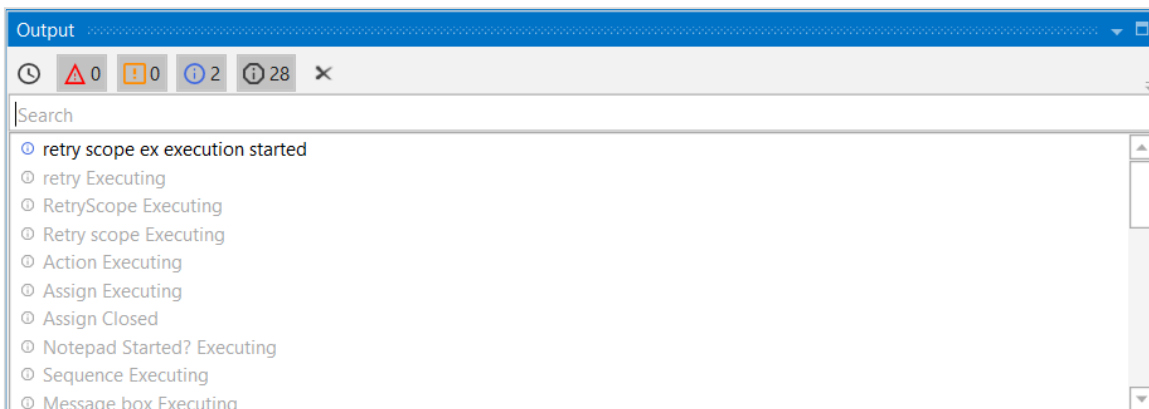 Output
0 0 2 28
Search
retry scope ex execution started
retry Executing
RetryScope Executing
Retry scope Executing
Action Executing
Assign Executing
Assign Closed
Notepad Started? Executing
Sequence Executing
Message box Executing